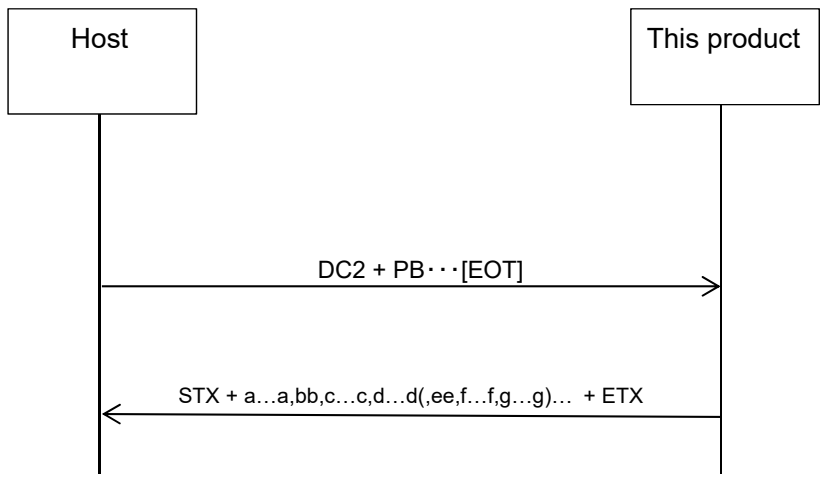 Host
This product
DC2 + PB･･･[EOT]
STX + a…a,bb,c…c,d…d(,ee,f…f,g…g)… + ETX